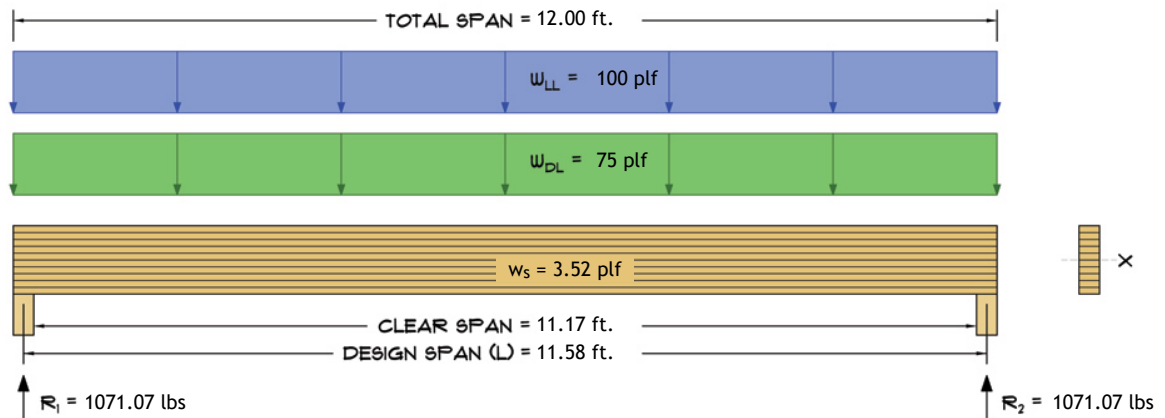 TOTAL SPAN = 12.00 ft.
WLL = 100 plf
WDL = 75 plf
ws = 3.52 plf
X
CLEAR SPAN = 11.17 ft.
DESIGN SPAN (L) = 11.58 ft.
R1 = 1071.07 lbs
R2 = 1071.07 lbs